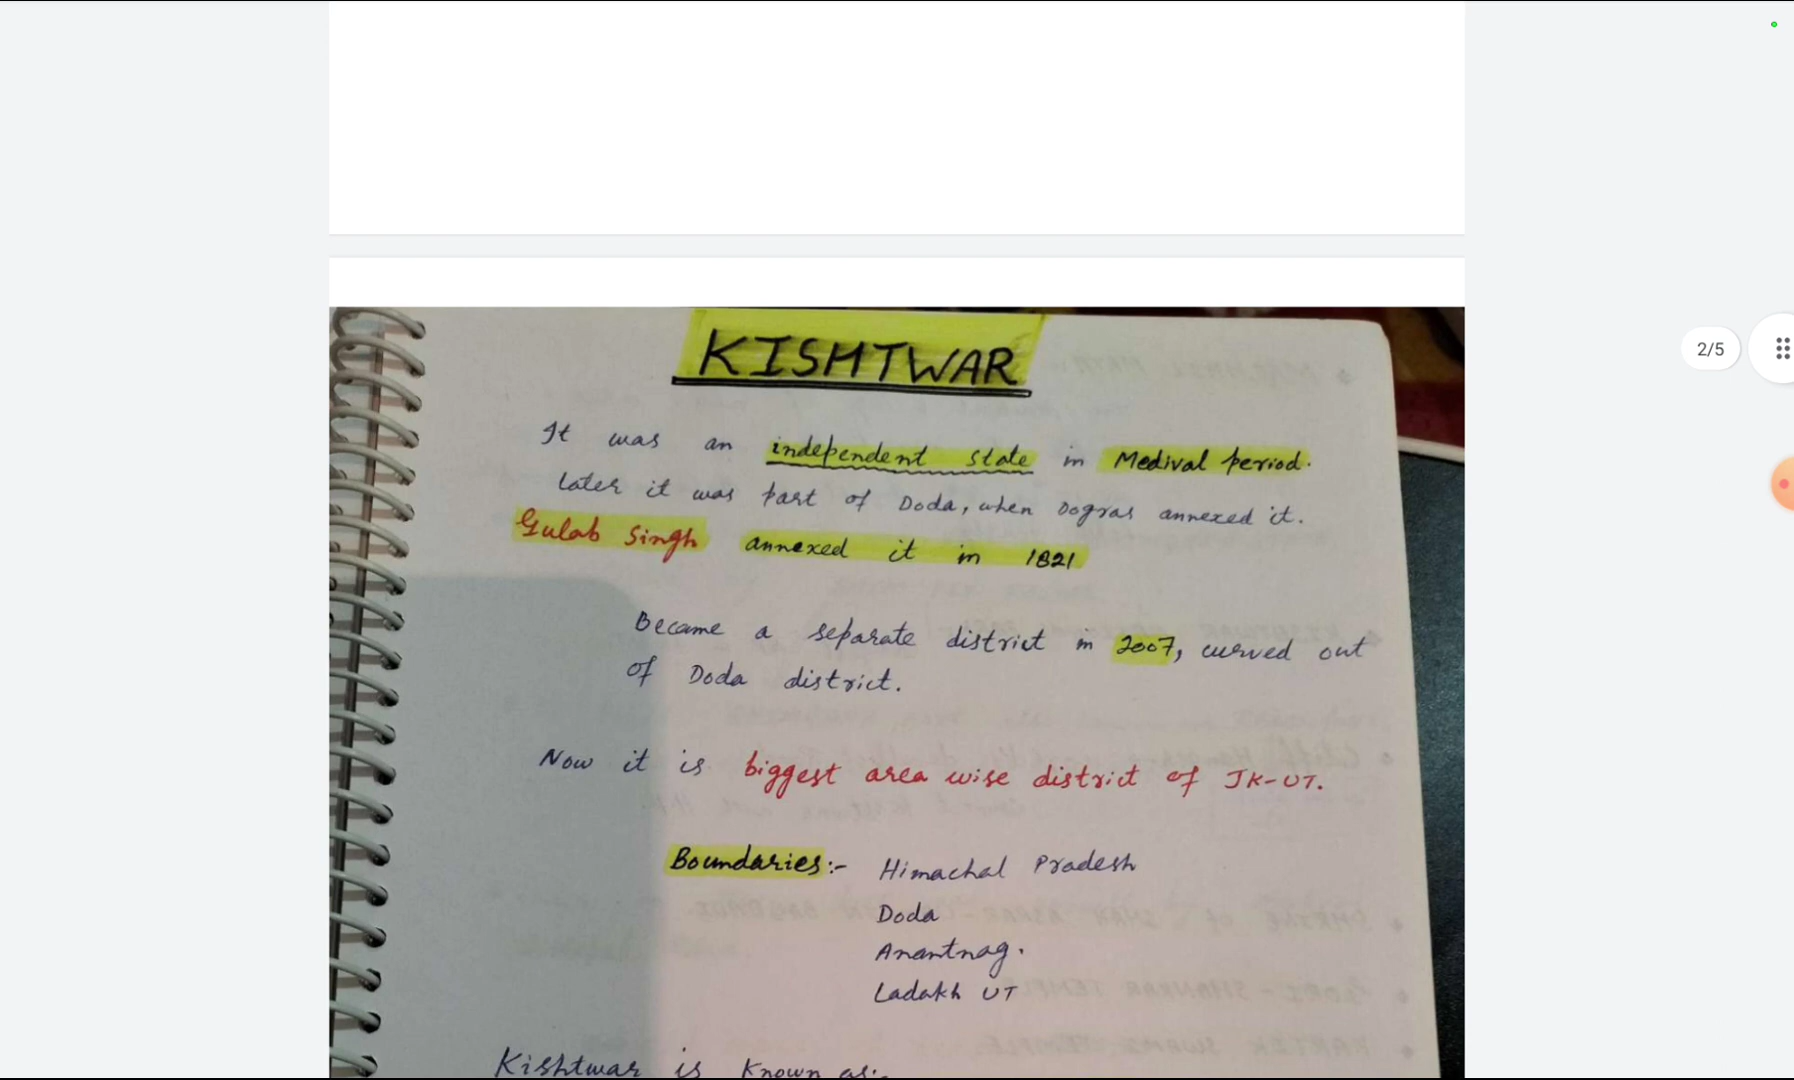 2/5
KISHTWAR
It was an independent state in Medival period.
Later it was part of Doda, when Dogras annexed it.
Gulab Singh annexed it in 1821
Became a separate district in 2007, curved out
of Doda district.
Now it is biggest area wise district of JK-UT.
Boundaries:- Himachal Pradesh
Doda
Anantnag.
Ladakh UT
Kishtwar is known as:-